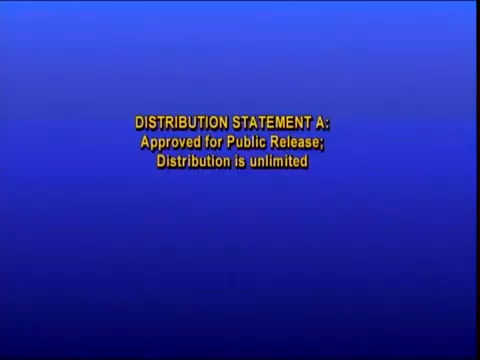 DISTRIBUTION STATEMENT A:
Approved for Public Release;
Distribution is unlimited